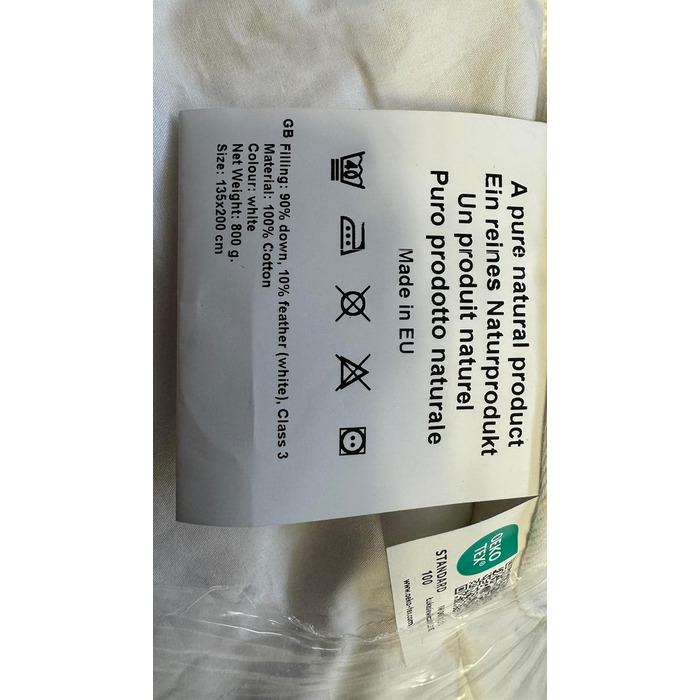 A pure natural product
Ein reines Naturprodukt
Un produit naturel
Puro prodotto naturale
Made in EU
40
GB Filling: 90% down, 10% feather (white), Class 3
Material: 100% Cotton
Colour: white
Net Weight: 800 g.
Size: 135x200 cm
OEKO
TEX®
STANDARD
100
www.oeko-tex.com